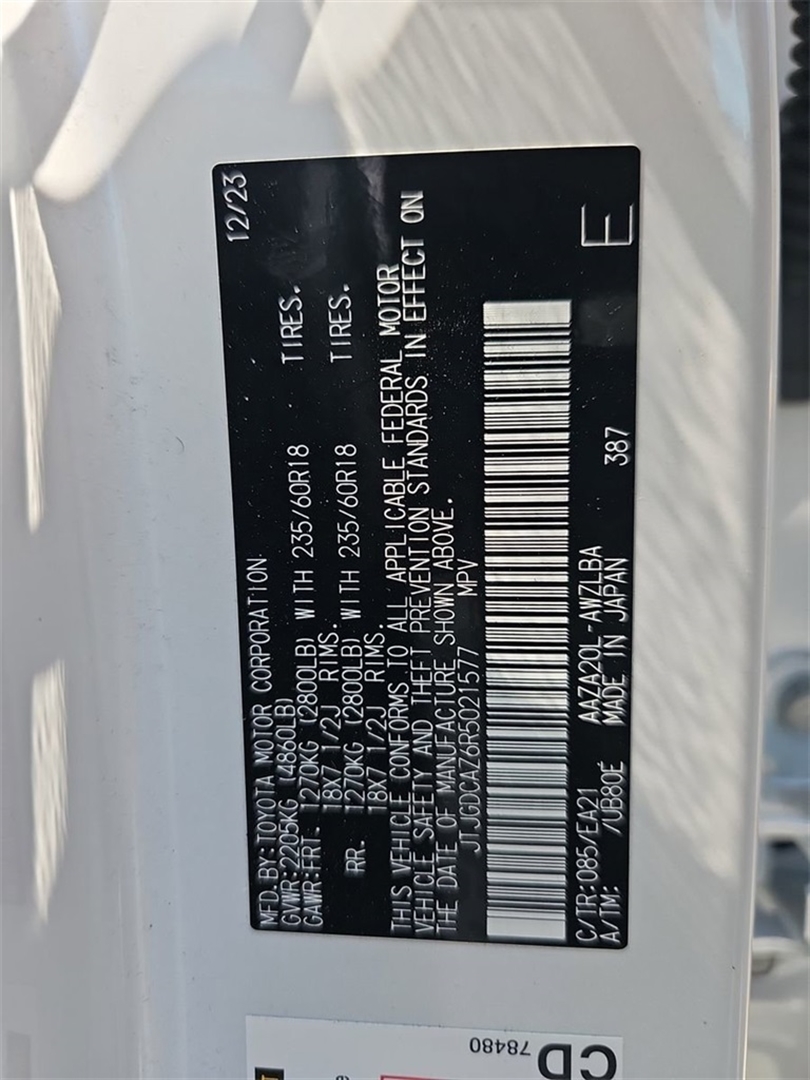 MFD. BY: TOYOTA MOTOR CORPORATION 12/23
GVWR: 2205KG (4860LB)
GAWR: FRT. 1270KG (2800LB) WITH 235/60R18 TIRES.
18X7 1/2J RIMS.
RR. 1270KG (2800LB) WITH 235/60R18 TIRES.
18X7 1/2J RIMS.
THIS VEHICLE CONFORMS TO ALL APPLICABLE FEDERAL MOTOR
VEHICLE SAFETY AND THEFT PREVENTION STANDARDS IN EFFECT ON
THE DATE OF MANUFACTURE SHOWN ABOVE.
JTJGDCAZ6R5021577 MPV
C/TR: 085/EA21 AAZA20L-AWZLBA
A/TM: /UB80E MADE IN JAPAN 387 E
CD
78480